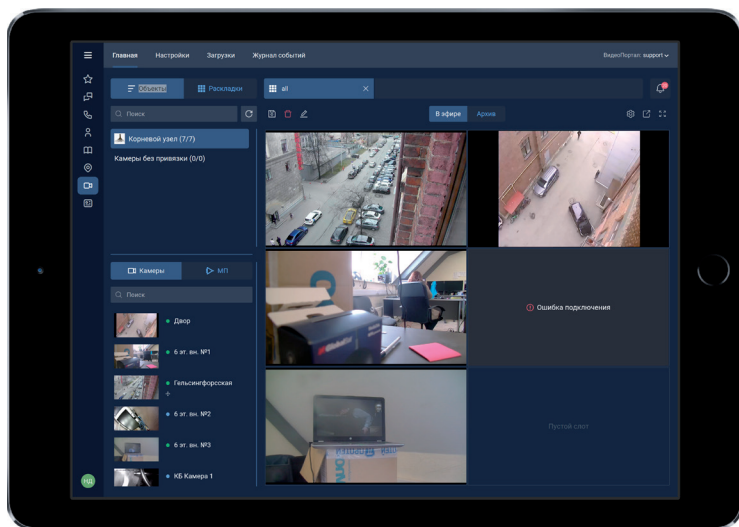 Главная Настройки Загрузки Журнал событий ВидеоПортал: support
Объекты Раскладки all
Поиск В эфире Архив
Корневой узел (7/7)
Камеры без привязки (0/0)
Камеры МП
Поиск
Ошибка подключения
Двор
6 эт. вн. №1
Гельсингфорсская
+
6 эт. вн. №2
Пустой слот
6 эт. вн. №3
КБ Камера 1
НД